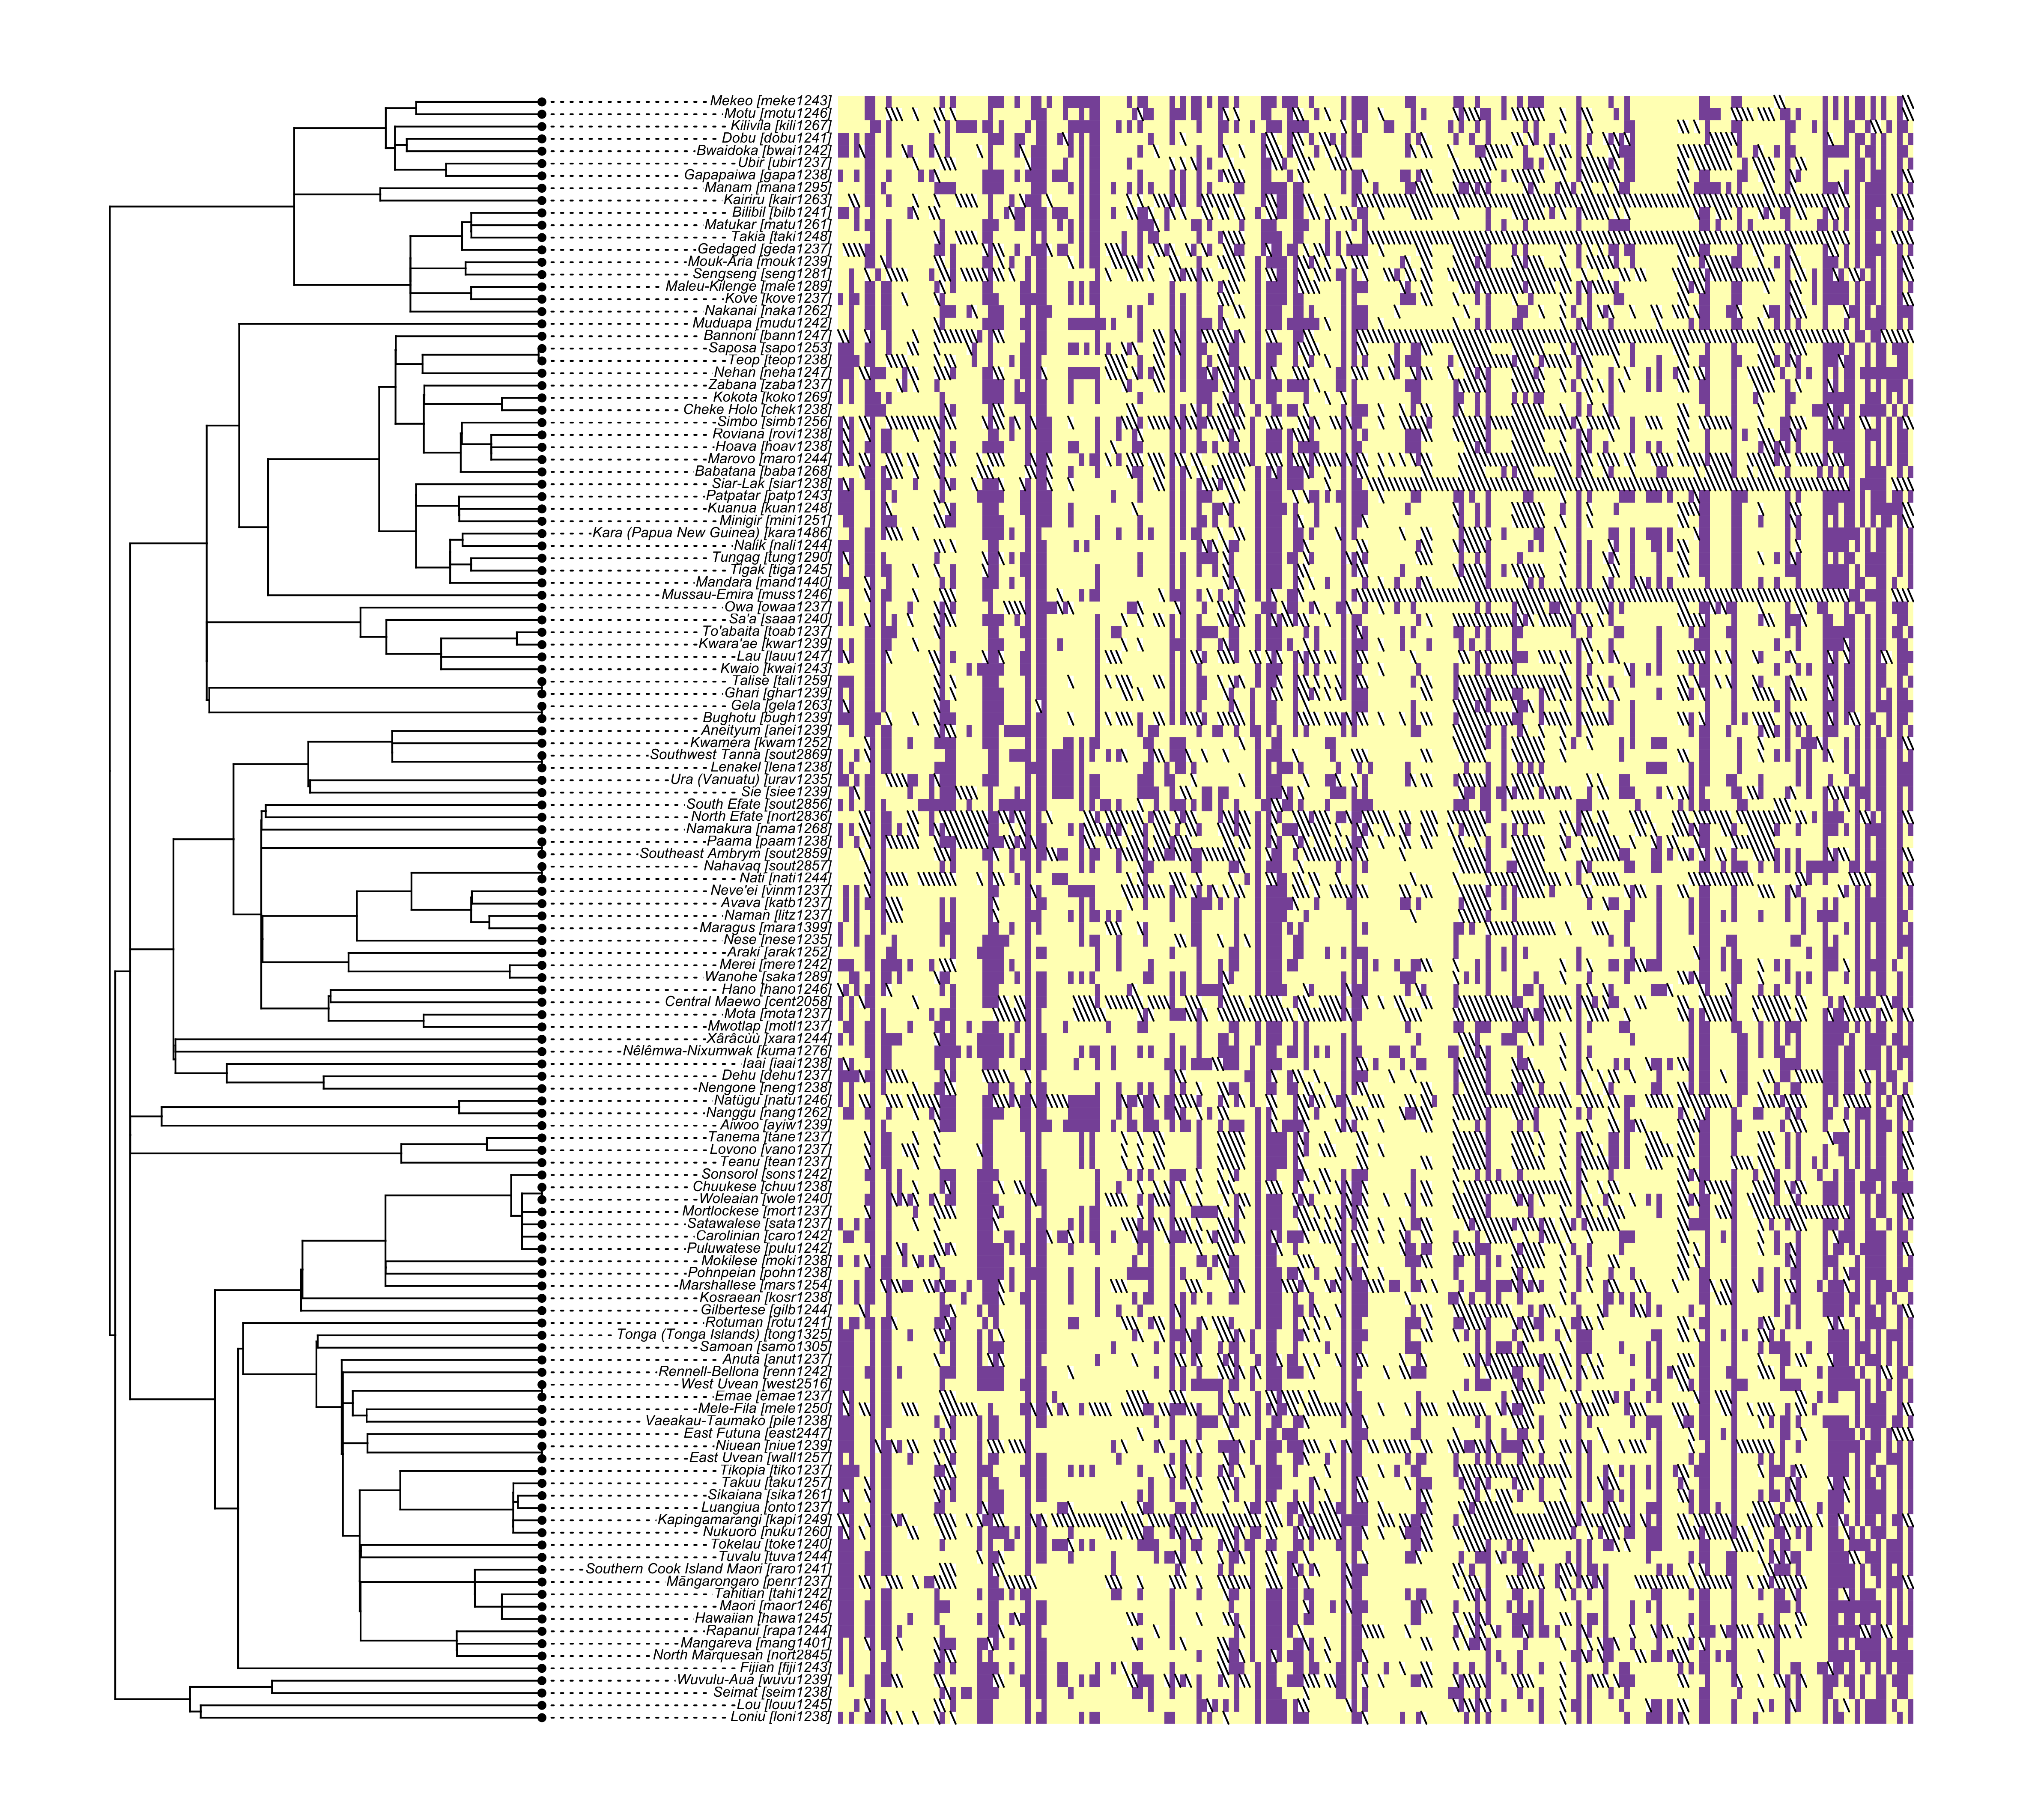 Mekeo [meke1243]
Motu [motu1246]
Kilivila [kili1267]
Dobu [dobu1241]
Bwaidoka [bwai1242]
Ubir [ubir1237]
Gapapaiwa [gapa1238]
Manam [mana1295]
Kairiru [kair1263]
Bilibil [bilb1241]
Matukar [matu1261]
Takia [taki1248]
Gedaged [geda1237]
Mouk-Aria [mouk1239]
Sengseng [seng1281]
Maleu-Kilenge [male1289]
Kove [kove1237]
Nakanai [naka1262]
Muduapa [mudu1242]
Bannoni [bann1247]
Saposa [sapo1253]
Teop [teop1238]
Nehan [neha1247]
Zabana [zaba1237]
Kokota [koko1269]
Cheke Holo [chek1238]
Simbo [simb1256]
Roviana [rovi1238]
Hoava [hoav1238]
Marovo [maro1244]
Babatana [baba1268]
Siar-Lak [siar1238]
Patpatar [patp1243]
Kuanua [kuan1248]
Minigir [mini1251]
Kara (Papua New Guinea) [kara1486]
Nalik [nali1244]
Tungag [tung1290]
Tigak [tiga1245]
Mandara [mand1440]
Mussau-Emira [muss1246]
Owa [owaa1237]
Sa'a [saaa1240]
To'abaita [toab1237]
Kwara'ae [kwar1239]
Lau [lauu1247]
Kwaio [kwai1243]
Talise [tali1259]
Ghari [ghar1239]
Gela [gela1263]
Bughotu [bugh1239]
Aneityum [anei1239]
Kwamera [kwam1252]
Southwest Tanna [sout2869]
Lenakel [lena1238]
Ura (Vanuatu) [urav1235]
Sie [siee1239]
South Efate [sout2856]
North Efate [nort2836]
Namakura [nama1268]
Paama [paam1238]
Southeast Ambrym [sout2859]
Nahavaq [sout2857]
Nati [nati1244]
Neve'ei [vinm1237]
Avava [katb1237]
Naman [litz1237]
Maragus [mara1399]
Nese [nese1235]
Araki [arak1252]
Merei [mere1242]
Wanohe [saka1289]
Hano [hano1246]
Central Maewo [cent2058]
Mota [mota1237]
Mwotlap [motl1237]
Xârâcùù [xara1244]
Nêlêmwa-Nixumwak [kuma1276]
Iaai [iaai1238]
Dehu [dehu1237]
Nengone [neng1238]
Natügu [natu1246]
Nanggu [nang1262]
Aiwoo [ayiw1239]
Tanema [tane1237]
Lovono [vano1237]
Teanu [tean1237]
Sonsorol [sons1242]
Chuukese [chuu1238]
Woleaian [wole1240]
Mortlockese [mort1237]
Satawalese [sata1237]
Carolinian [caro1242]
Puluwatese [pulu1242]
Mokilese [moki1238]
Pohnpeian [pohn1238]
Marshallese [mars1254]
Kosraean [kosr1238]
Gilbertese [gilb1244]
Rotuman [rotu1241]
Tonga (Tonga Islands) [tong1325]
Samoan [samo1305]
Anuta [anut1237]
Rennell-Bellona [renn1242]
West Uvean [west2516]
Emae [emae1237]
Mele-Fila [mele1250]
Vaeakau-Taumako [pile1238]
East Futuna [east2447]
Niuean [niue1239]
East Uvean [wall1257]
Tikopia [tiko1237]
Takuu [taku1257]
Sikaiana [sika1261]
Luangiua [onto1237]
Kapingamarangi [kapi1249]
Nukuoro [nuku1260]
Tokelau [toke1240]
Tuvalu [tuva1244]
Southern Cook Island Maori [raro1241]
Māngarongaro [penr1237]
Tahitian [tahi1242]
Maori [maor1246]
Hawaiian [hawa1245]
Rapanui [rapa1244]
Mangareva [mang1401]
North Marquesan [nort2845]
Fijian [fiji1243]
Wuvulu-Aua [wuvu1239]
Seimat [seim1238]
Lou [louu1245]
Loniu [loni1238]